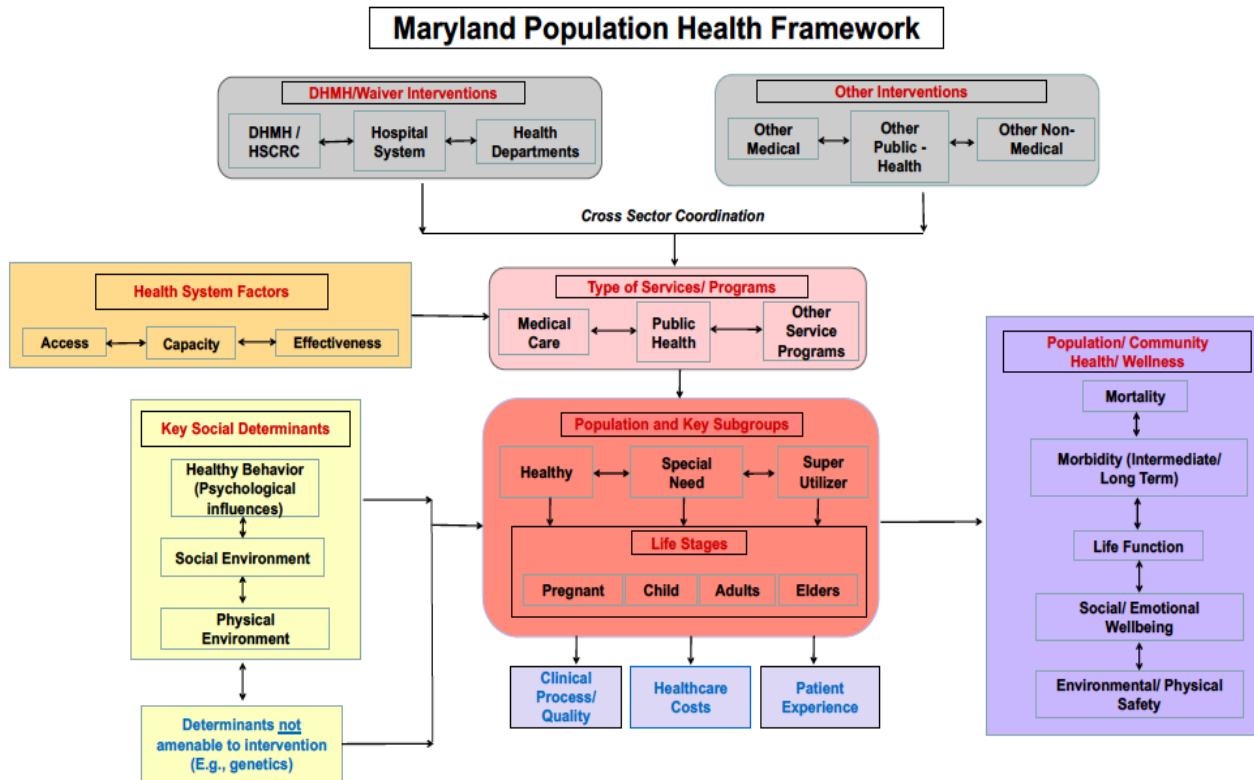 Maryland Population Health Framework
DHMH/Waiver Interventions
DHMH /
HSCRC
Hospital
System
Health
Departments
Other Interventions
Other
Medical
Other
Public -
Health
Other Non-
Medical
Cross Sector Coordination
Health System Factors
Access
Capacity
Effectiveness
Type of Services/ Programs
Medical
Care
Public
Health
Other
Service
Programs
Key Social Determinants
Healthy Behavior
(Psychological
influences)
Social Environment
Physical
Environment
Determinants not
amenable to intervention
(E.g., genetics)
Population and Key Subgroups
Healthy
Special
Need
Super
Utilizer
Life Stages
Pregnant
Child
Adults
Elders
Clinical
Process/
Quality
Healthcare
Costs
Patient
Experience
Population/ Community
Health/ Wellness
Mortality
Morbidity (Intermediate/
Long Term)
Life Function
Social/ Emotional
Wellbeing
Environmental/ Physical
Safety